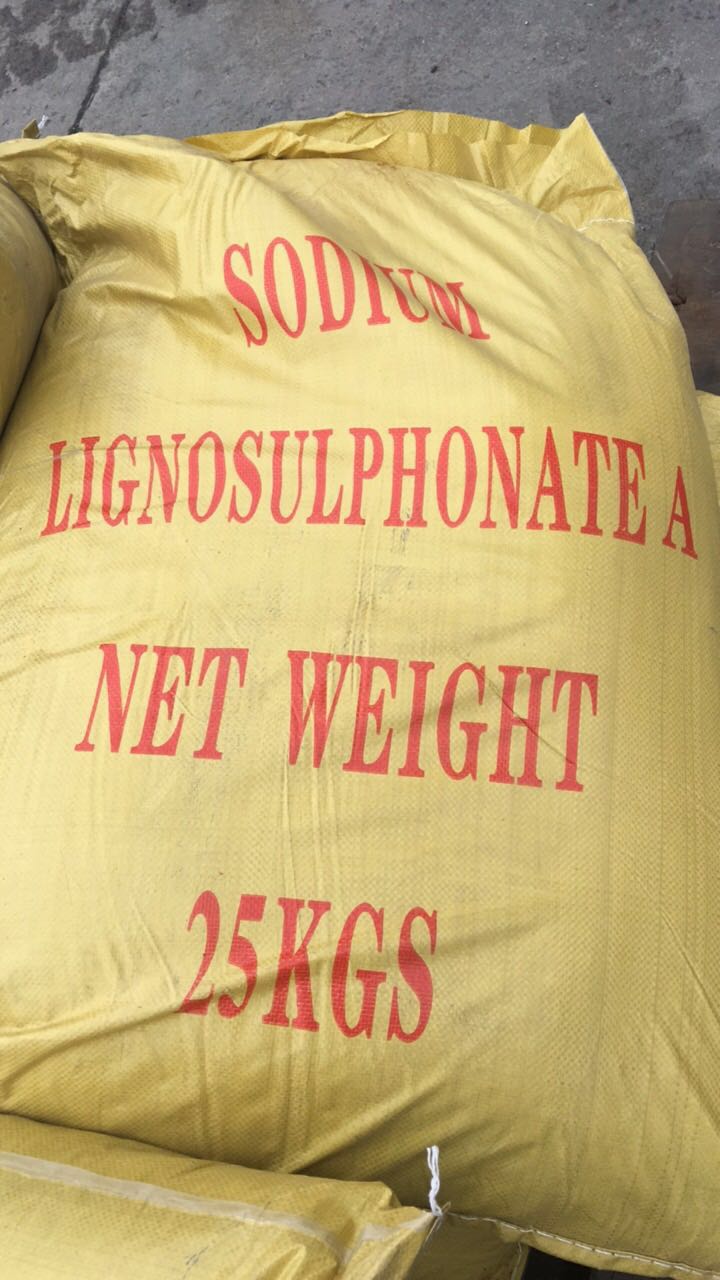 SODIUM
LIGNOSULPHONATE A
NET WEIGHT
25KGS